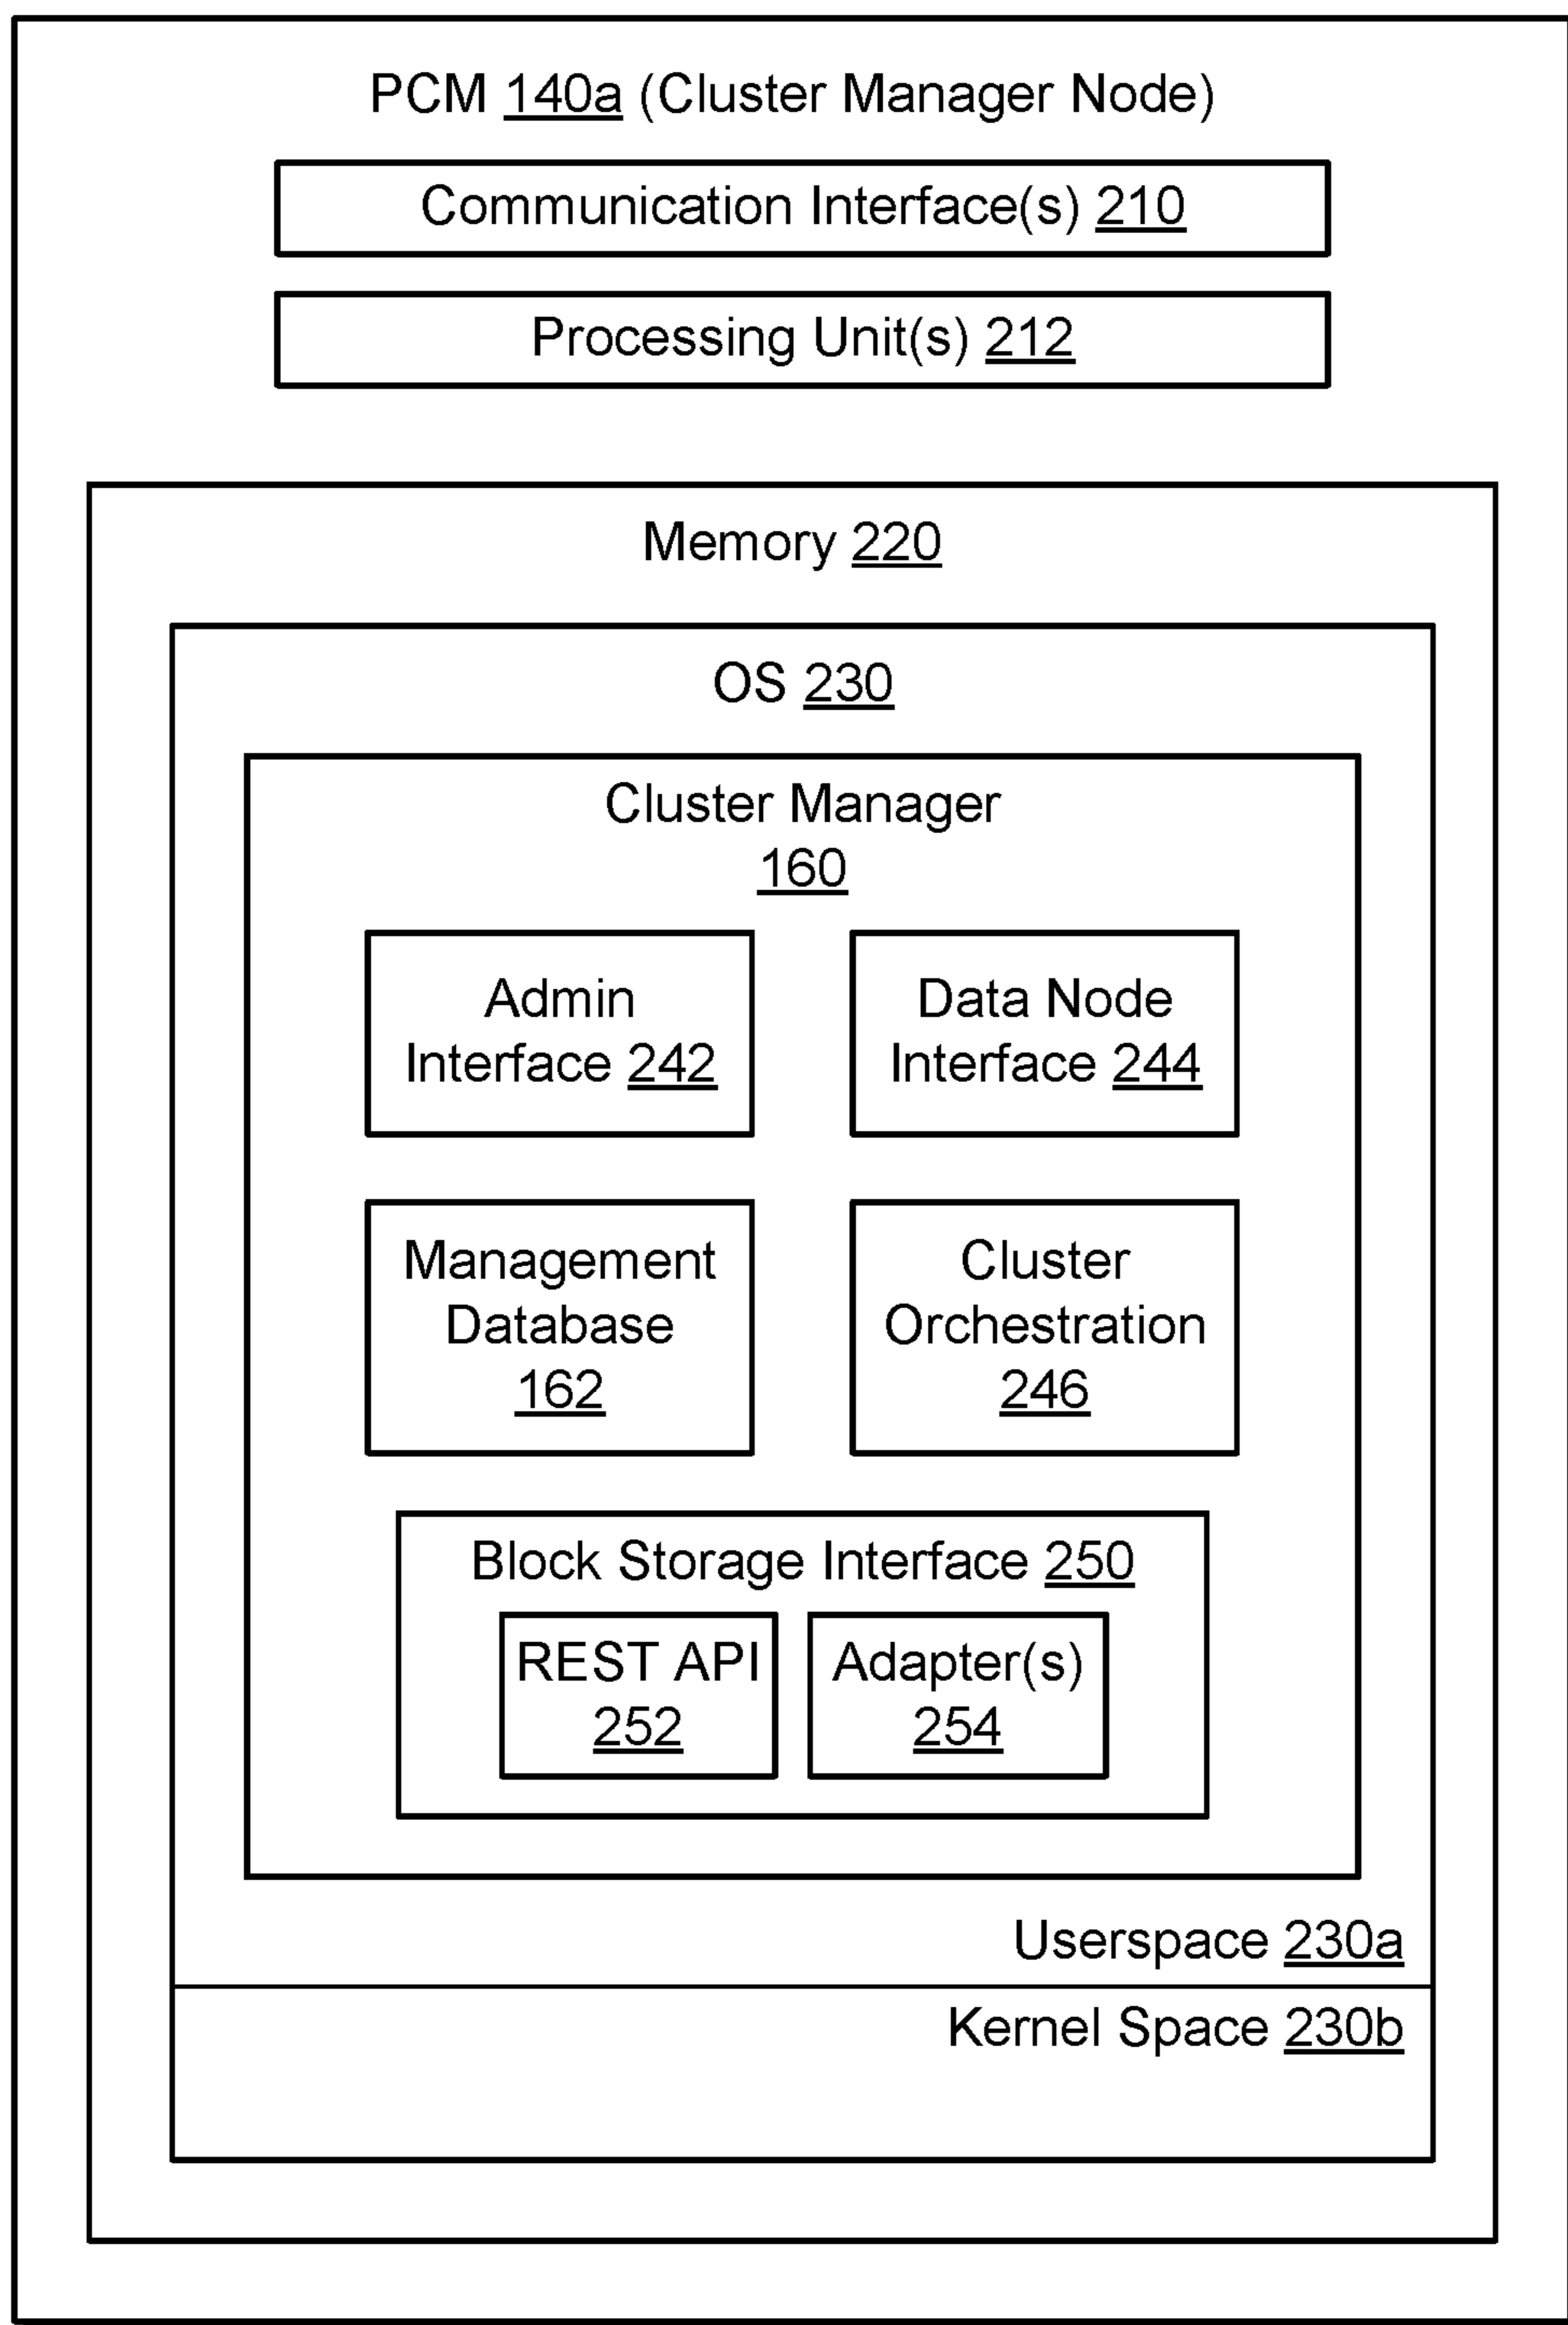 PCM 140a (Cluster Manager Node)
Communication Interface(s) 210
Processing Unit(s) 212
Memory 220
OS 230
Cluster Manager
160
Admin
Interface 242
Data Node
Interface 244
Management
Database
162
Cluster
Orchestration
246
Block Storage Interface 250
REST API
252
Adapter(s)
254
Userspace 230a
Kernel Space 230b